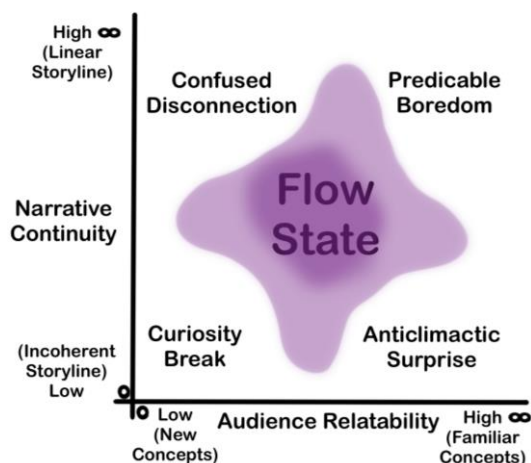 High ∞
(Linear
Storyline)
Confused
Disconnection
Predicable
Boredom
Flow
State
Narrative
Continuity
Curiosity
Break
Anticlimactic
Surprise
(Incoherent
Storyline)
Low 0
0 Low
(New
Concepts)
Audience Relatability
High ∞
(Familiar
Concepts)